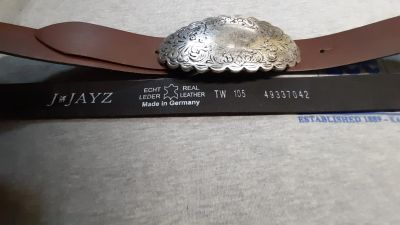 J★JAYZ
ECHT LEDER REAL LEATHER
Made in Germany
TW 105 49337042
ESTABLISHED 1889 -